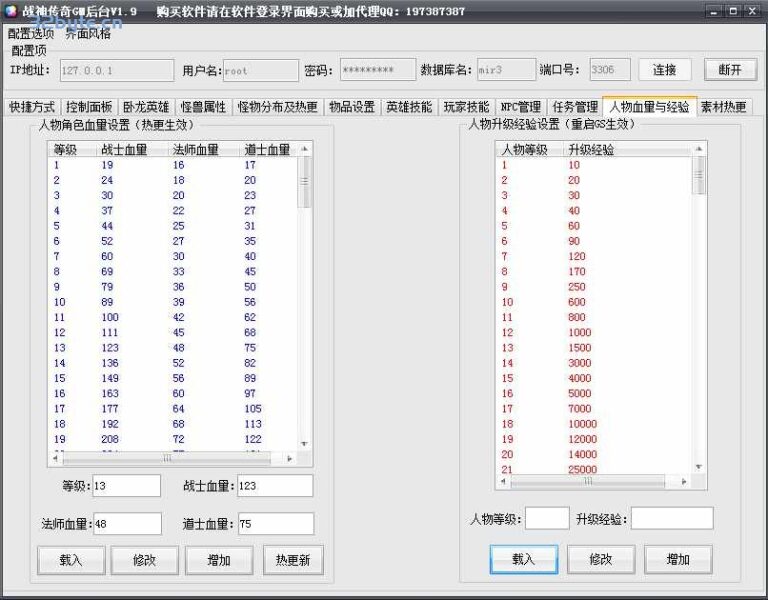 战神传奇GM后台V1.9 购买软件请在软件登录界面购买或加代理QQ: 197387387
32byte.cn
配置选项 界面风格
配置项
IP地址: 127.0.0.1 用户名: root 密码: ********* 数据库名: mir3 端口号: 3306 连接 断开
快捷方式 控制面板 卧龙英雄 怪兽属性 怪物分布及热更 物品设置 英雄技能 玩家技能 NPC管理 任务管理 人物血量与经验 素材热更
人物角色血量设置（热更生效）
等级 战士血量 法师血量 道士血量
1 19 16 17
2 24 18 20
3 30 20 23
4 37 22 27
5 44 25 31
6 52 27 35
7 60 30 40
8 69 33 45
9 79 36 50
10 89 39 56
11 100 42 62
12 111 45 68
13 123 48 75
14 136 52 82
15 149 56 89
16 163 60 97
17 177 64 105
18 192 68 113
19 208 72 122
等级: 13 战士血量: 123
法师血量: 48 道士血量: 75
载入 修改 增加 热更新
人物升级经验设置（重启GS生效）
人物等级 升级经验
1 10
2 20
3 30
4 40
5 60
6 90
7 120
8 170
9 250
10 600
11 800
12 1000
13 1500
14 3000
15 4000
16 5000
17 7000
18 10000
19 12000
20 14000
21 25000
人物等级: 升级经验:
载入 修改 增加